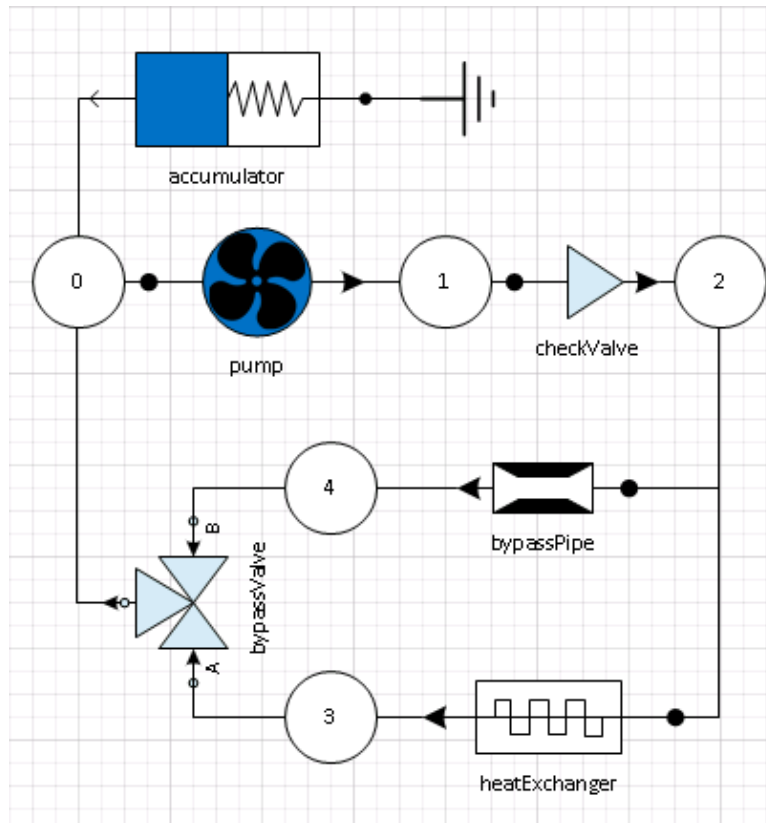 accumulator
0
1
2
pump
checkValve
4
B
bypassPipe
bypassValve
A
3
heatExchanger